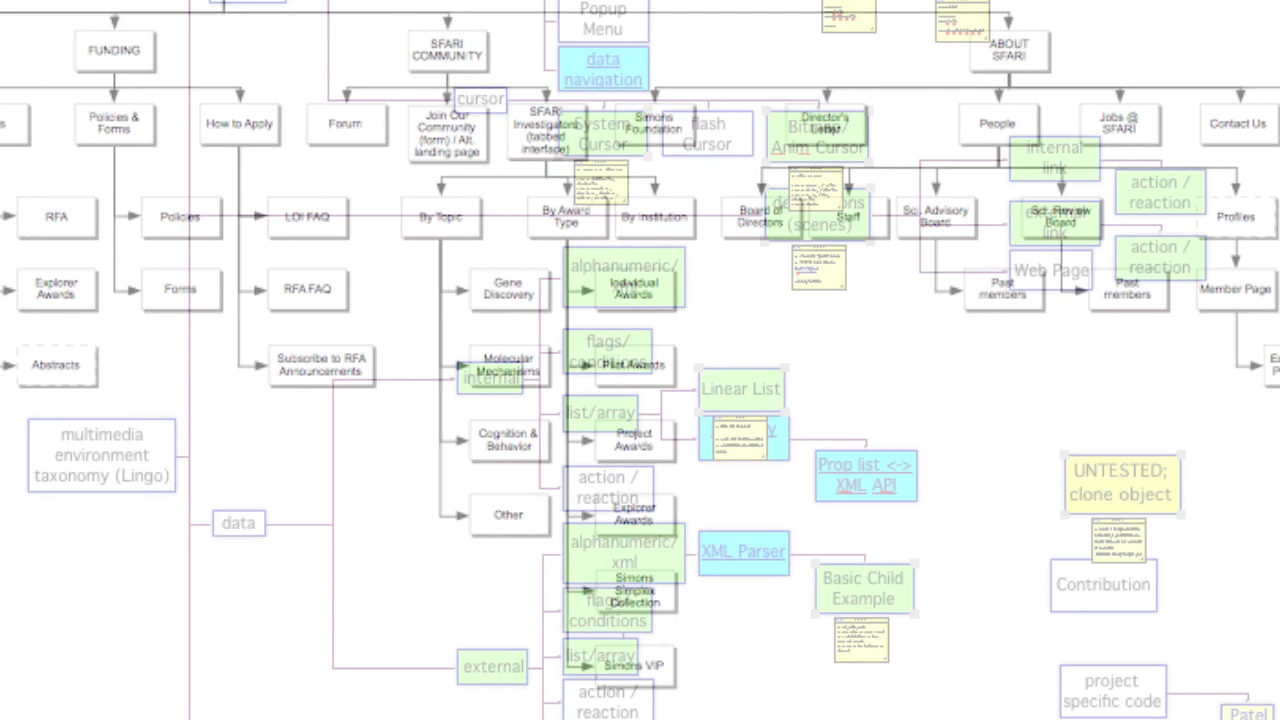 Popup
Menu
FUNDING
SFARI
COMMUNITY
ABOUT
SFARI
data
navigation
cursor
Policies &
Forms
How to Apply
Forum
Join Our
Community
(form) / Alt.
landing page
SFARI
Investigators
(tabbed
interface)
System
Cursor
Simons
Foundation
flash
Cursor
Director's
Anim Cursor
People
Jobs @
SFARI
Contact Us
internal
link
action /
reaction
RFA
Policies
LOI FAQ
By Topic
By Award
Type
By Institution
Board of
Directors
(scenes)
Staff
Sci. Advisory
Board
Sci. Review
Board
link
Profiles
action /
reaction
Web Page
alphanumeric/
Explorer
Awards
Forms
RFA FAQ
Gene
Discovery
Individual
Awards
Past
members
Past
members
Member Page
flags/
conditions
Abstracts
Subscribe to RFA
Announcements
Molecular
Mechanisms
Pilot Awards
internal
Linear List
list/array
multimedia
environment
taxonomy (Lingo)
Cognition &
Behavior
Project
Awards
Prop list <->
XML API
UNTESTED;
clone object
action /
reaction
data
Other
Explorer
Awards
alphanumeric/
xml
XML Parser
Simons
Simplex
Collection
flags/
conditions
Basic Child
Example
Contribution
list/array
external
Simons VIP
action /
reaction
project
specific code
Patel